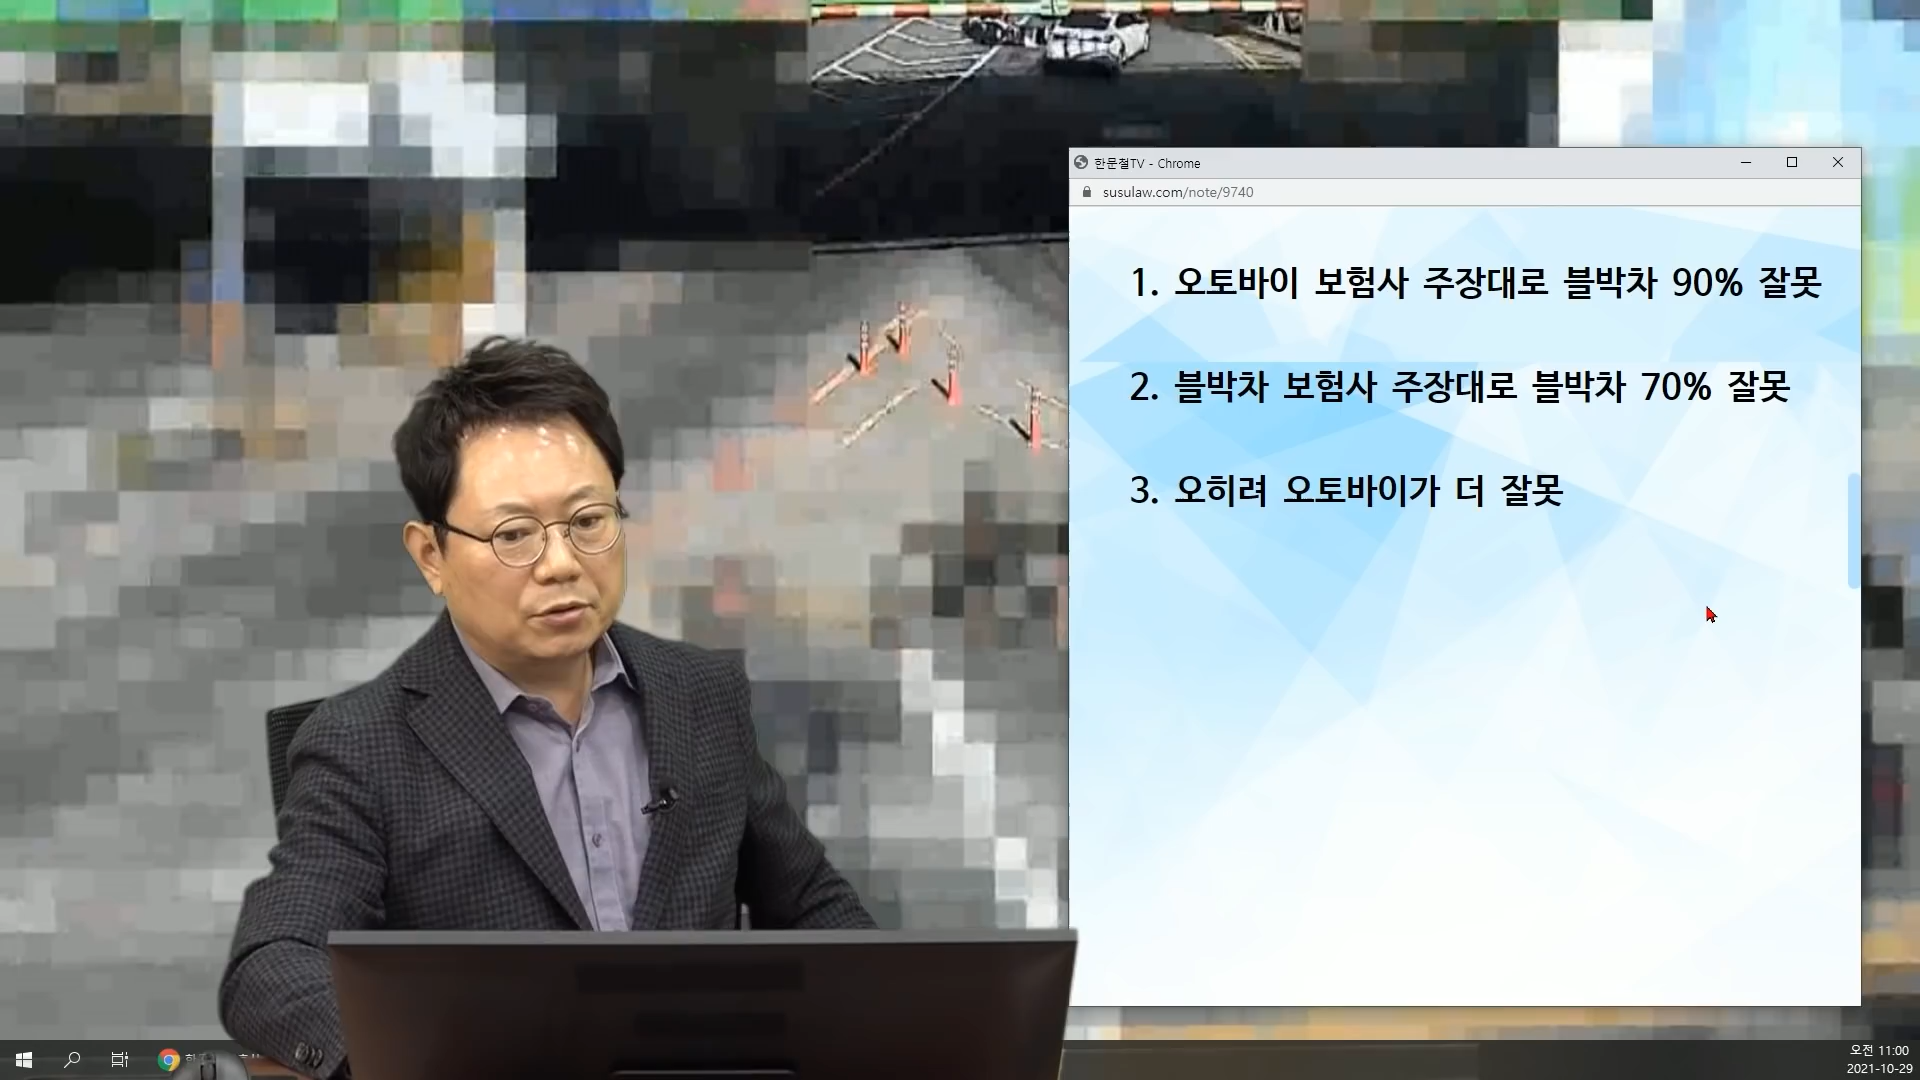 한문철TV - Chrome
susulaw.com/note/9740
1. 오토바이 보험사 주장대로 블박차 90% 잘못
2. 블박차 보험사 주장대로 블박차 70% 잘못
3. 오히려 오토바이가 더 잘못
오전 11:00
2021-10-29